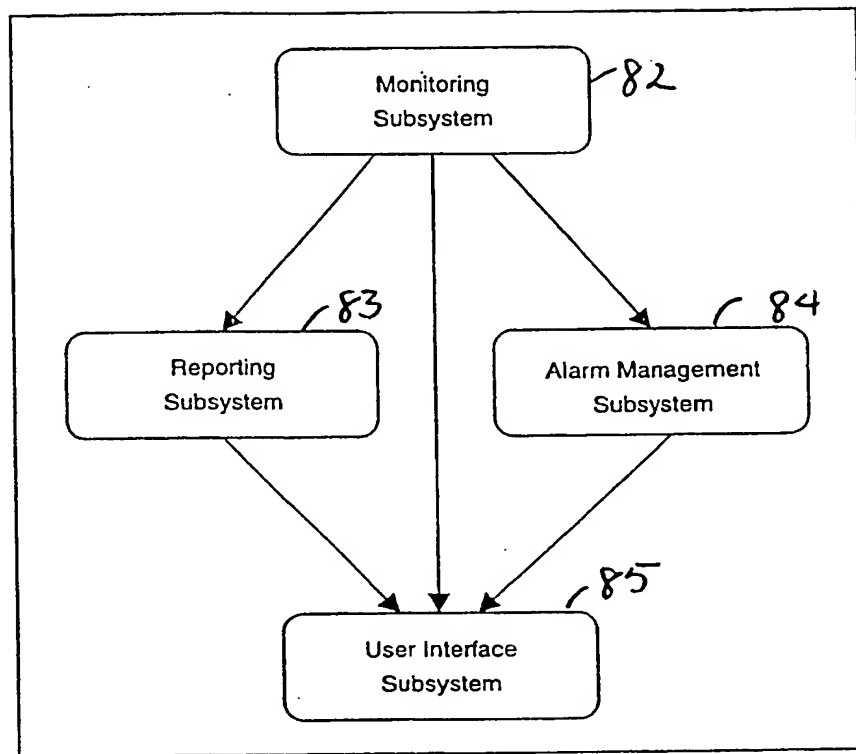 Monitoring
Subsystem
82
Reporting
Subsystem
83
Alarm Management
Subsystem
84
User Interface
Subsystem
85